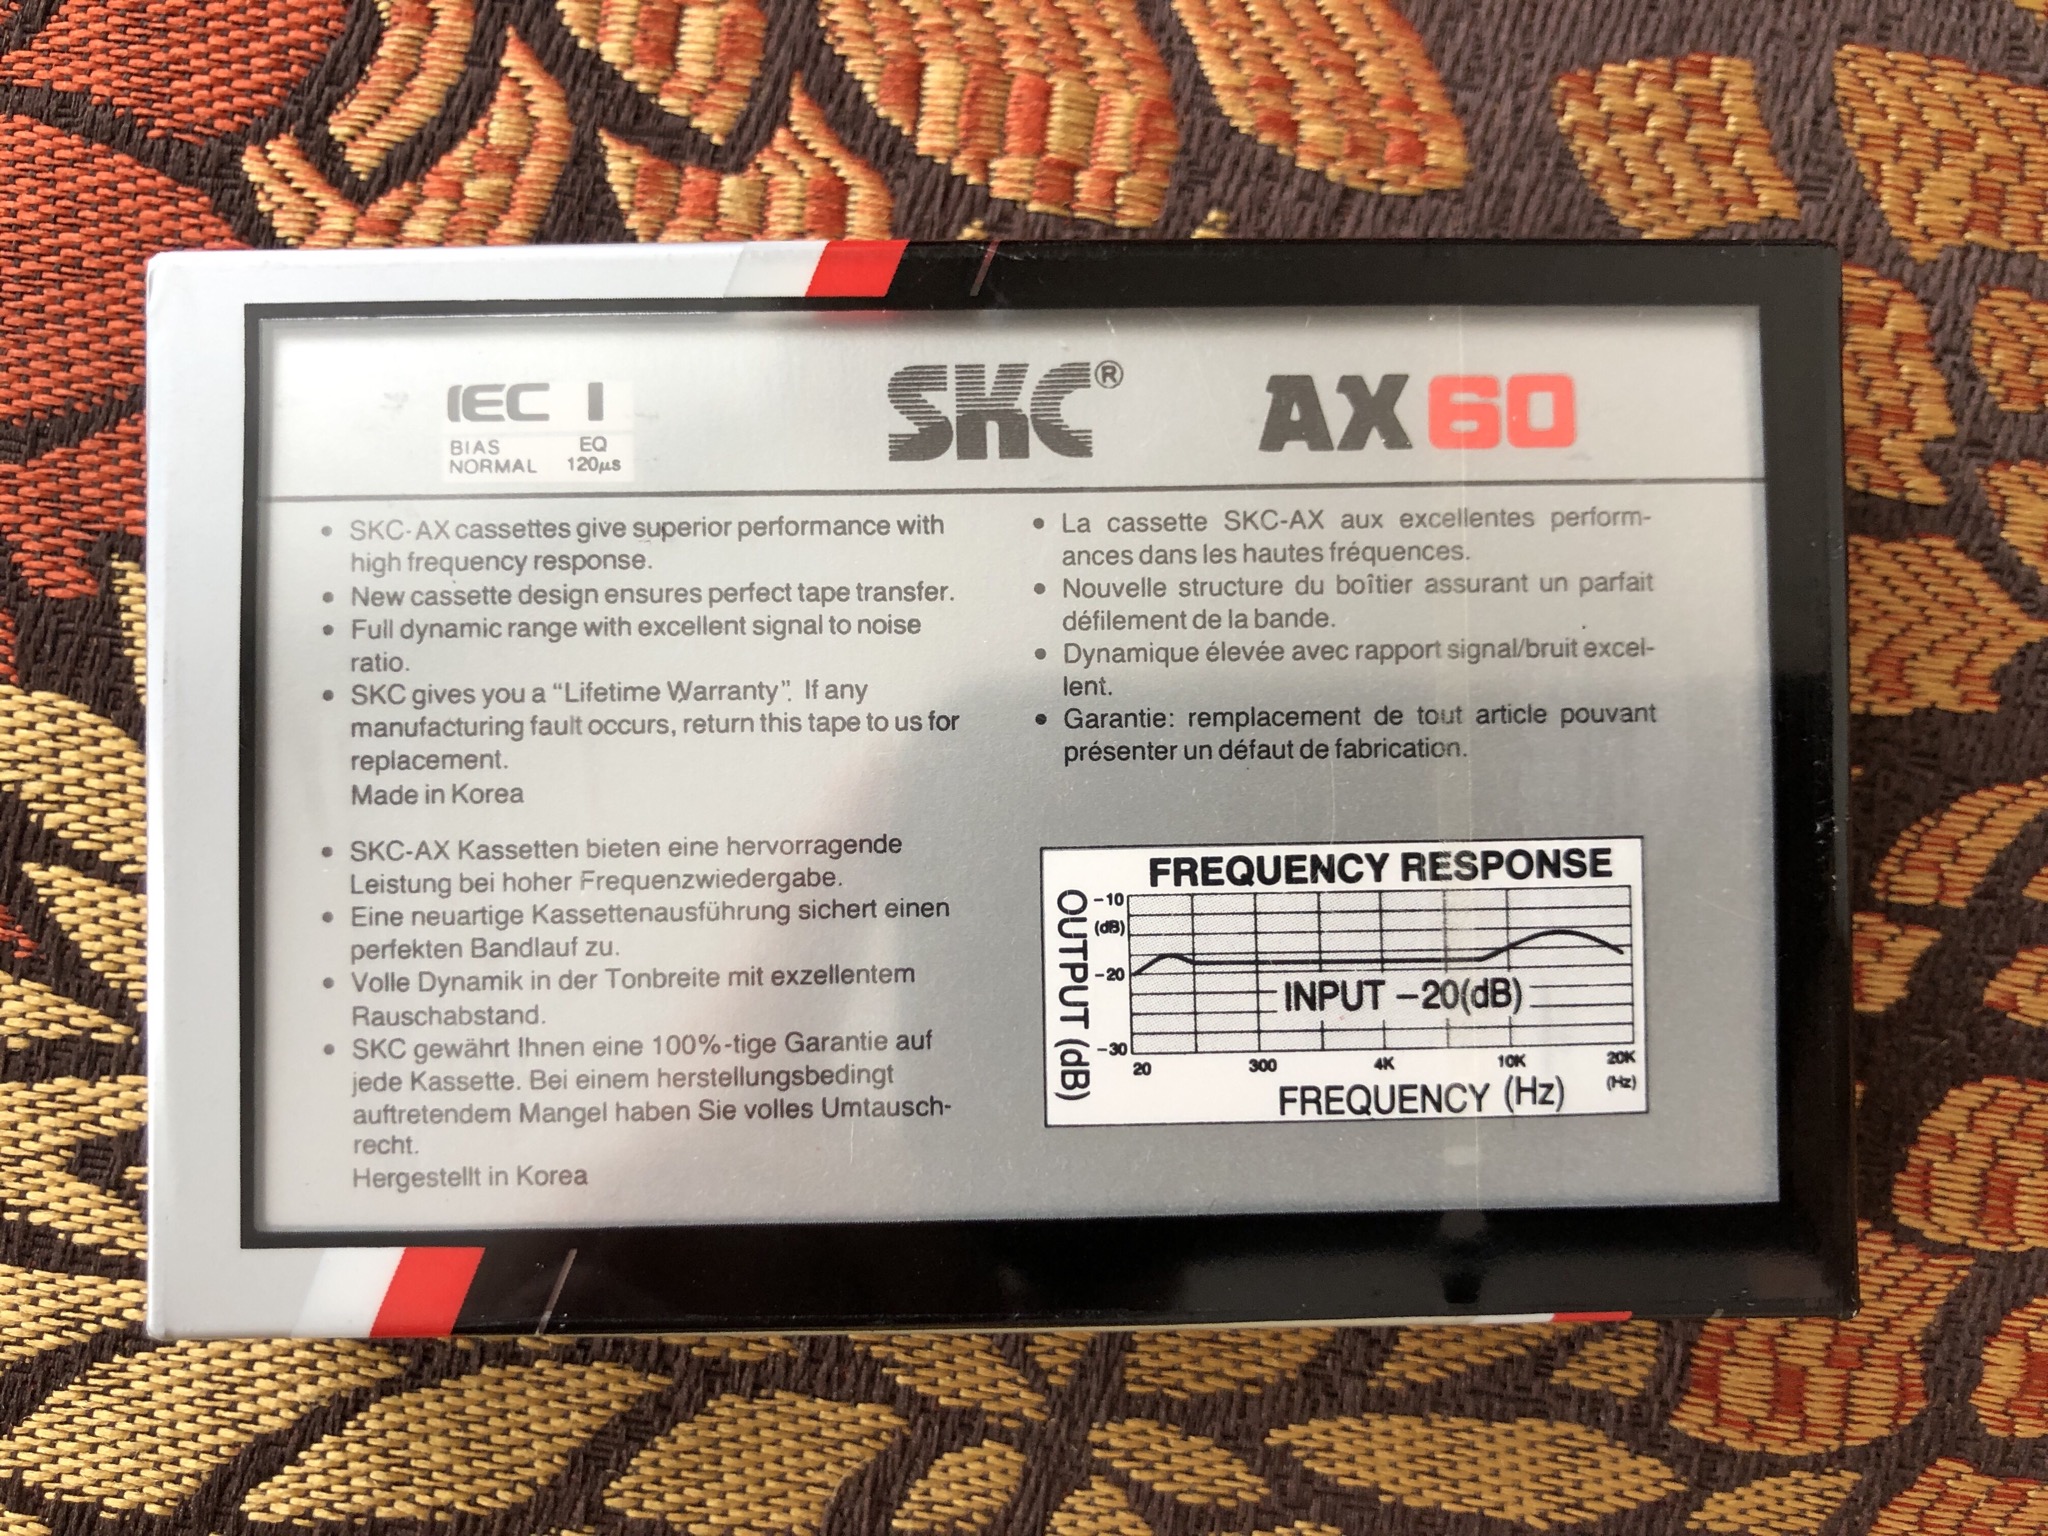 IEC I
BIAS NORMAL EQ 120µs
SKC®
AX 60
• SKC-AX cassettes give superior performance with
high frequency response.
• New cassette design ensures perfect tape transfer.
• Full dynamic range with excellent signal to noise
ratio.
• SKC gives you a “Lifetime Warranty”. If any
manufacturing fault occurs, return this tape to us for
replacement.
Made in Korea
• SKC-AX Kassetten bieten eine hervorragende
Leistung bei hoher Frequenzwiedergabe.
• Eine neuartige Kassettenausführung sichert einen
perfekten Bandlauf zu.
• Volle Dynamik in der Tonbreite mit exzellentem
Rauschabstand.
• SKC gewährt Ihnen eine 100%-tige Garantie auf
jede Kassette. Bei einem herstellungsbedingt
auftretendem Mangel haben Sie volles Umtausch-
recht.
Hergestellt in Korea
• La cassette SKC-AX aux excellentes perform-
ances dans les hautes fréquences.
• Nouvelle structure du boîtier assurant un parfait
défilement de la bande.
• Dynamique élevée avec rapport signal/bruit excel-
lent.
• Garantie: remplacement de tout article pouvant
présenter un défaut de fabrication.
FREQUENCY RESPONSE
OUTPUT (dB)
-10
(dB)
-20
-30
INPUT -20(dB)
20 300 4K 10K 20K
(Hz)
FREQUENCY (Hz)